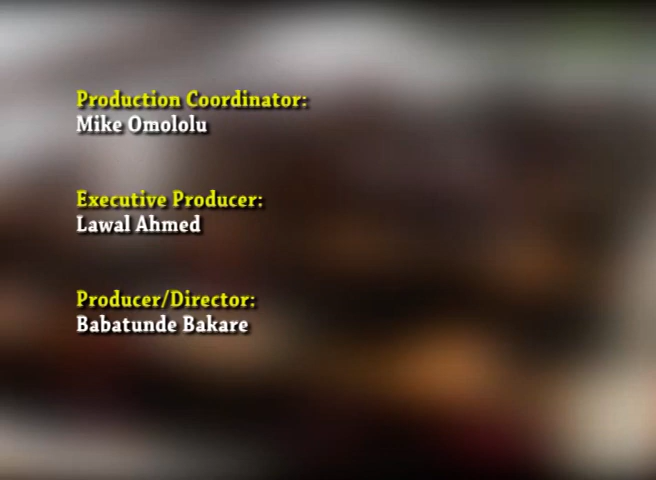 Production Coordinator:
Mike Omololu
Executive Producer:
Lawal Ahmed
Producer/Director:
Babatunde Bakare